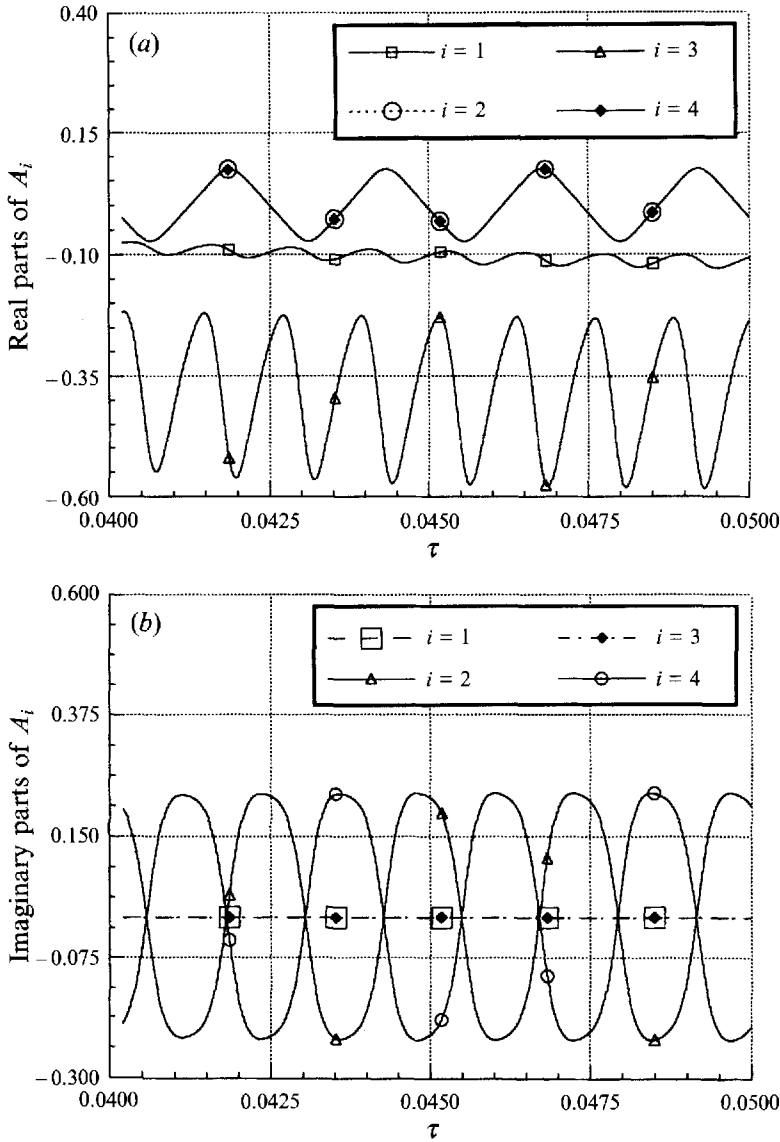 (a)
i = 1
i = 3
i = 2
i = 4
Real parts of A_i
0.40
0.15
−0.10
−0.35
−0.60
0.0400
0.0425
0.0450
0.0475
0.0500
τ
(b)
i = 1
i = 3
i = 2
i = 4
Imaginary parts of A_i
0.600
0.375
0.150
−0.075
−0.300
0.0400
0.0425
0.0450
0.0475
0.0500
τ